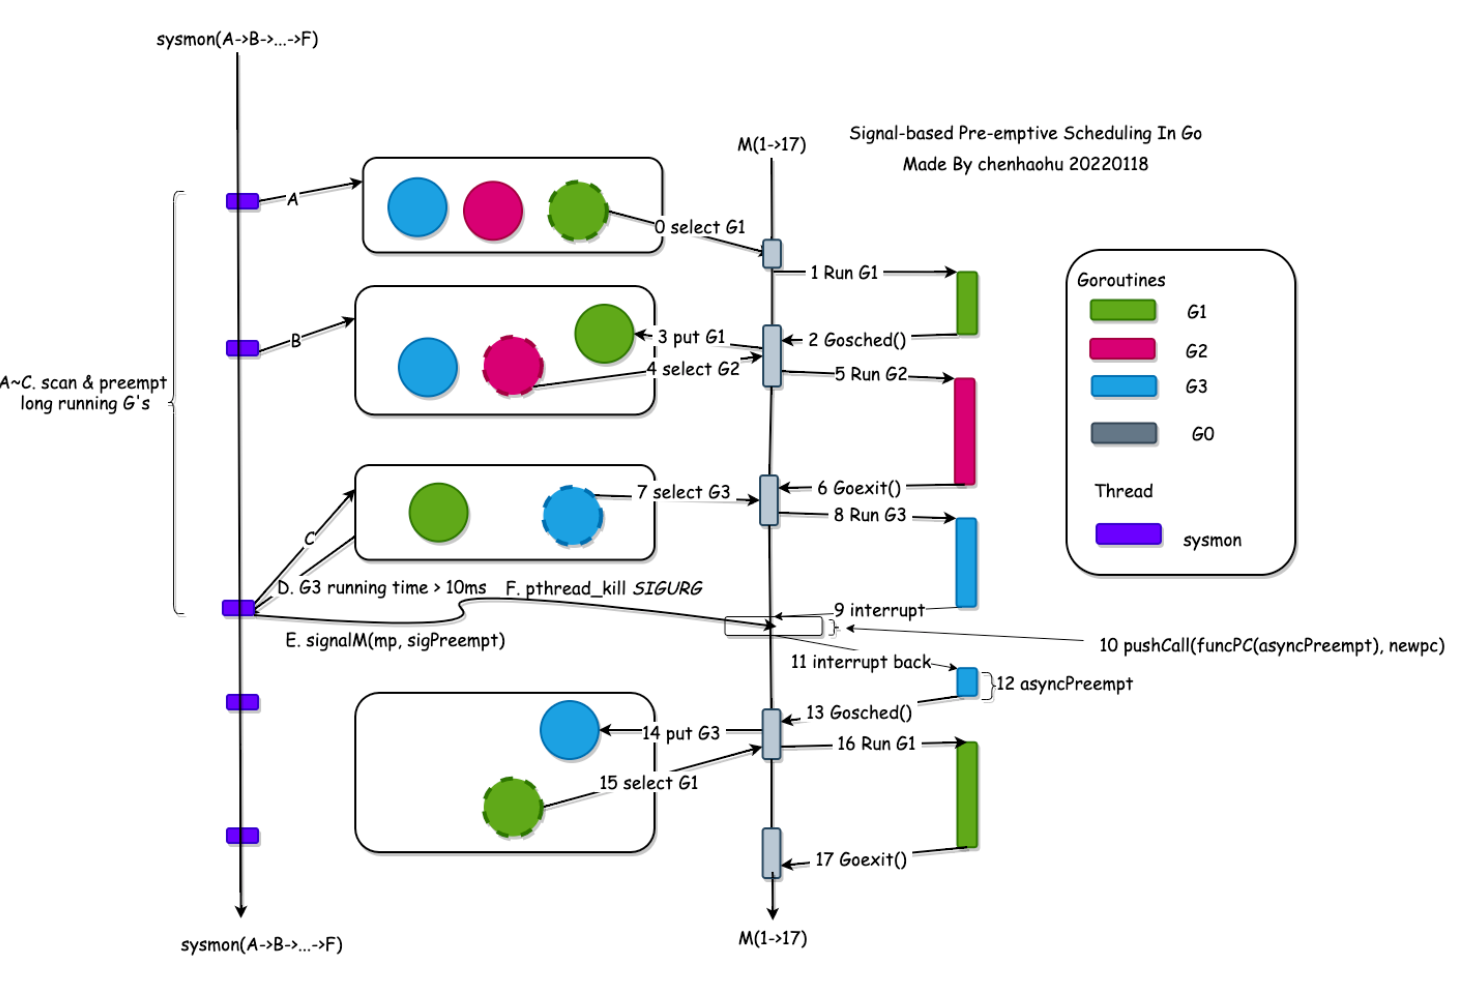 sysmon(A->B->...->F)
Signal-based Pre-emptive Scheduling In Go
Made By chenhaohu 20220118
M(1->17)
A
0 select G1
1 Run G1
Goroutines
G1
G2
G3
G0
Thread
sysmon
B
3 put G1
2 Gosched()
4 select G2
5 Run G2
A~C. scan & preempt
long running G's
7 select G3
6 Goexit()
8 Run G3
C
D. G3 running time > 10ms
F. pthread_kill SIGURG
9 interrupt
E. signalM(mp, sigPreempt)
10 pushCall(funcPC(asyncPreempt), newpc)
11 interrupt back
12 asyncPreempt
13 Gosched()
14 put G3
16 Run G1
15 select G1
17 Goexit()
sysmon(A->B->...->F)
M(1->17)